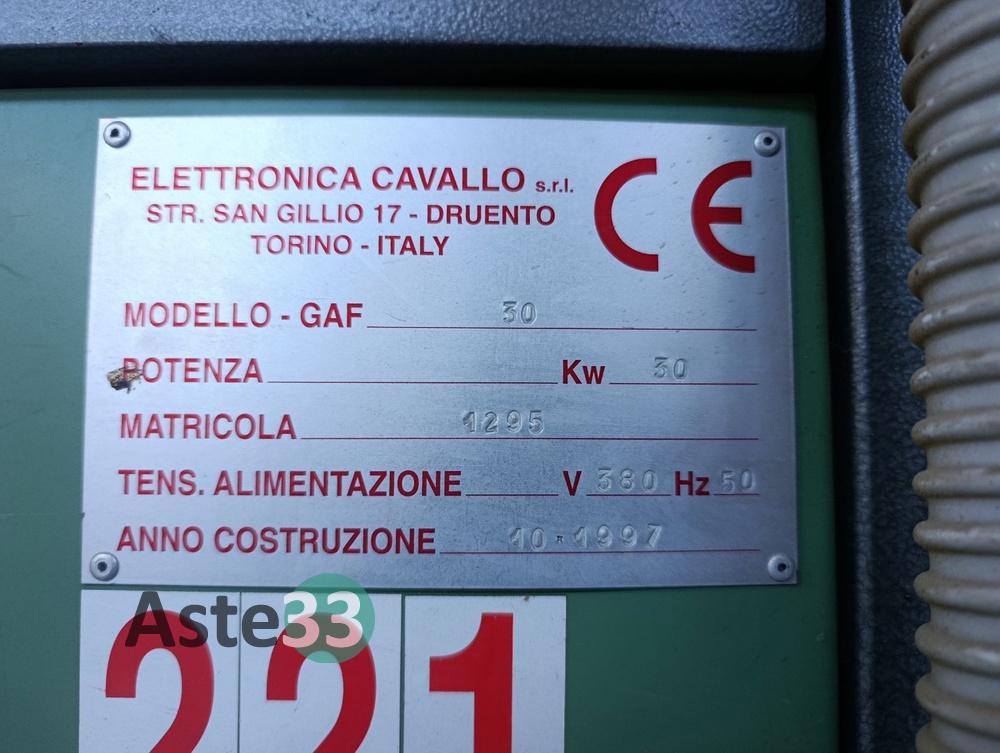 ELETTRONICA CAVALLO s.r.l.
STR. SAN GILLIO 17 - DRUENTO
TORINO - ITALY
CE
MODELLO - GAF 30
POTENZA Kw 30
MATRICOLA 1295
TENS. ALIMENTAZIONE V 380 Hz 50
ANNO COSTRUZIONE 10-1997
Aste33
221